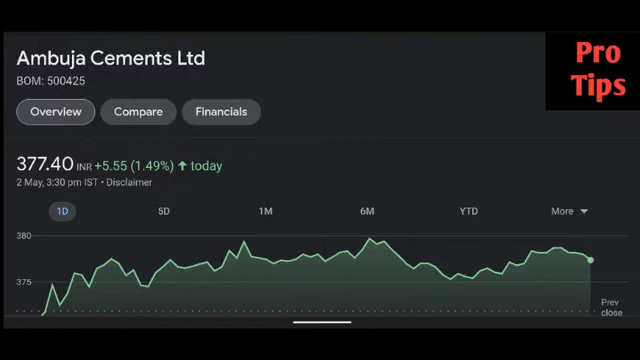 Ambuja Cements Ltd
BOM: 500425
Pro
Tips
Overview Compare Financials
377.40 INR +5.55 (1.49%) ↑ today
2 May, 3:30 pm IST • Disclaimer
1D 5D 1M 6M YTD More
380
375
Prev
close